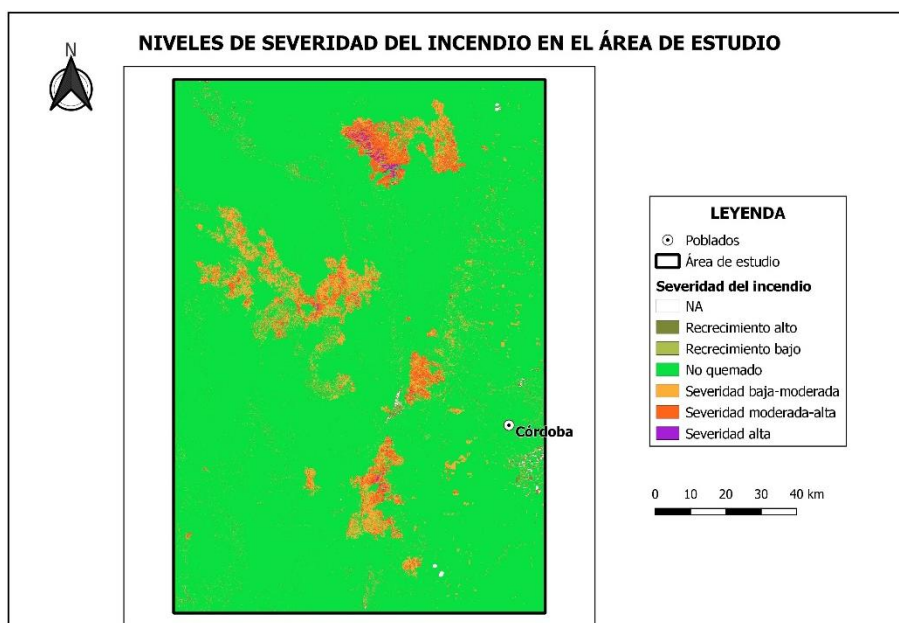 NIVELES DE SEVERIDAD DEL INCENDIO EN EL ÁREA DE ESTUDIO
N
Córdoba
LEYENDA
Poblados
Área de estudio
Severidad del incendio
NA
Recrecimiento alto
Recrecimiento bajo
No quemado
Severidad baja-moderada
Severidad moderada-alta
Severidad alta
0 10 20 30 40 km